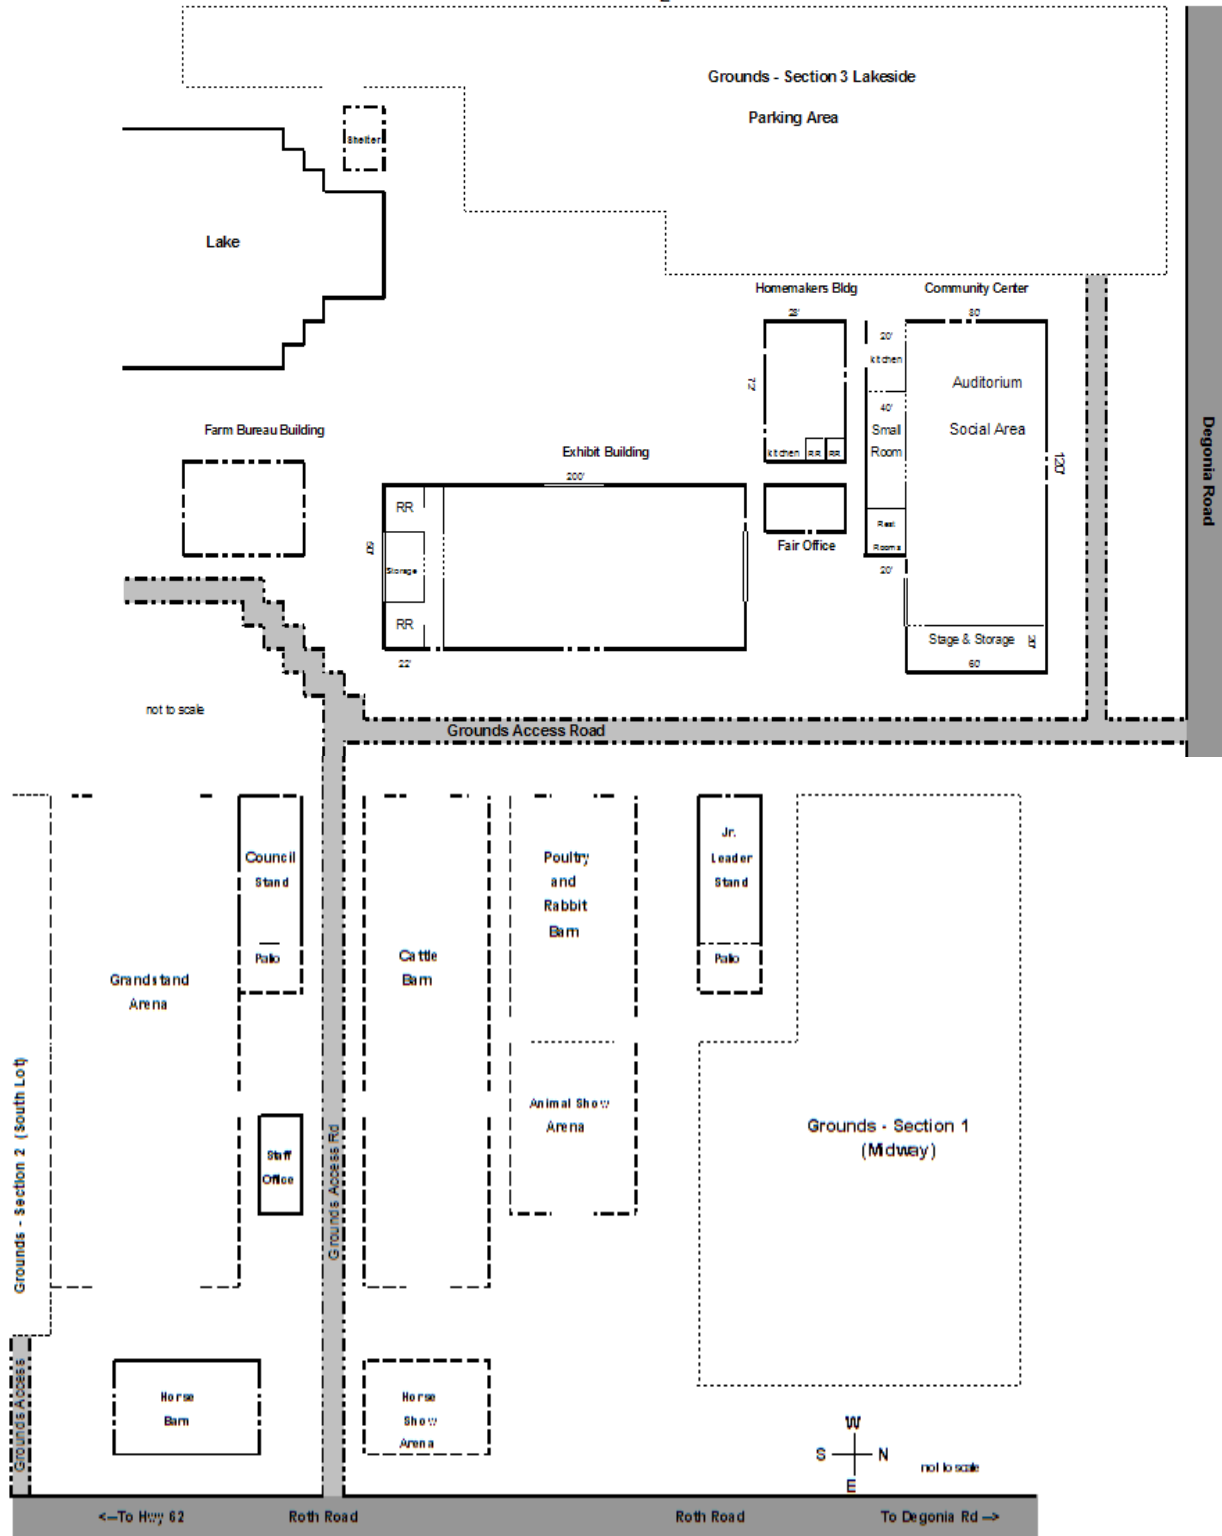 Grounds - Section 3 Lakeside
Parking Area
Shelter
Lake
Homemakers Bldg
Community Center
28'
80'
20'
kitchen
72'
Auditorium
40'
Small
Room
Social Area
120'
Degonia Road
Farm Bureau Building
Exhibit Building
200'
kitchen
RR
RR
RR
60'
Storage
RR
22'
Fair Office
Rest
Rooms
20'
Stage & Storage
20'
60'
not to scale
Grounds Access Road
Council
Stand
Patio
Grandstand
Arena
Cattle
Barn
Poultry
and
Rabbit
Barn
Jr.
Leader
Stand
Patio
Grounds - Section 2 (South Lot)
Animal Show
Arena
Grounds - Section 1
(Midway)
Staff
Office
Grounds Access Rd
Grounds Access
Horse
Barn
Horse
Show
Arena
W
S
N
E
not to scale
<--To Hwy 62
Roth Road
Roth Road
To Degonia Rd -->